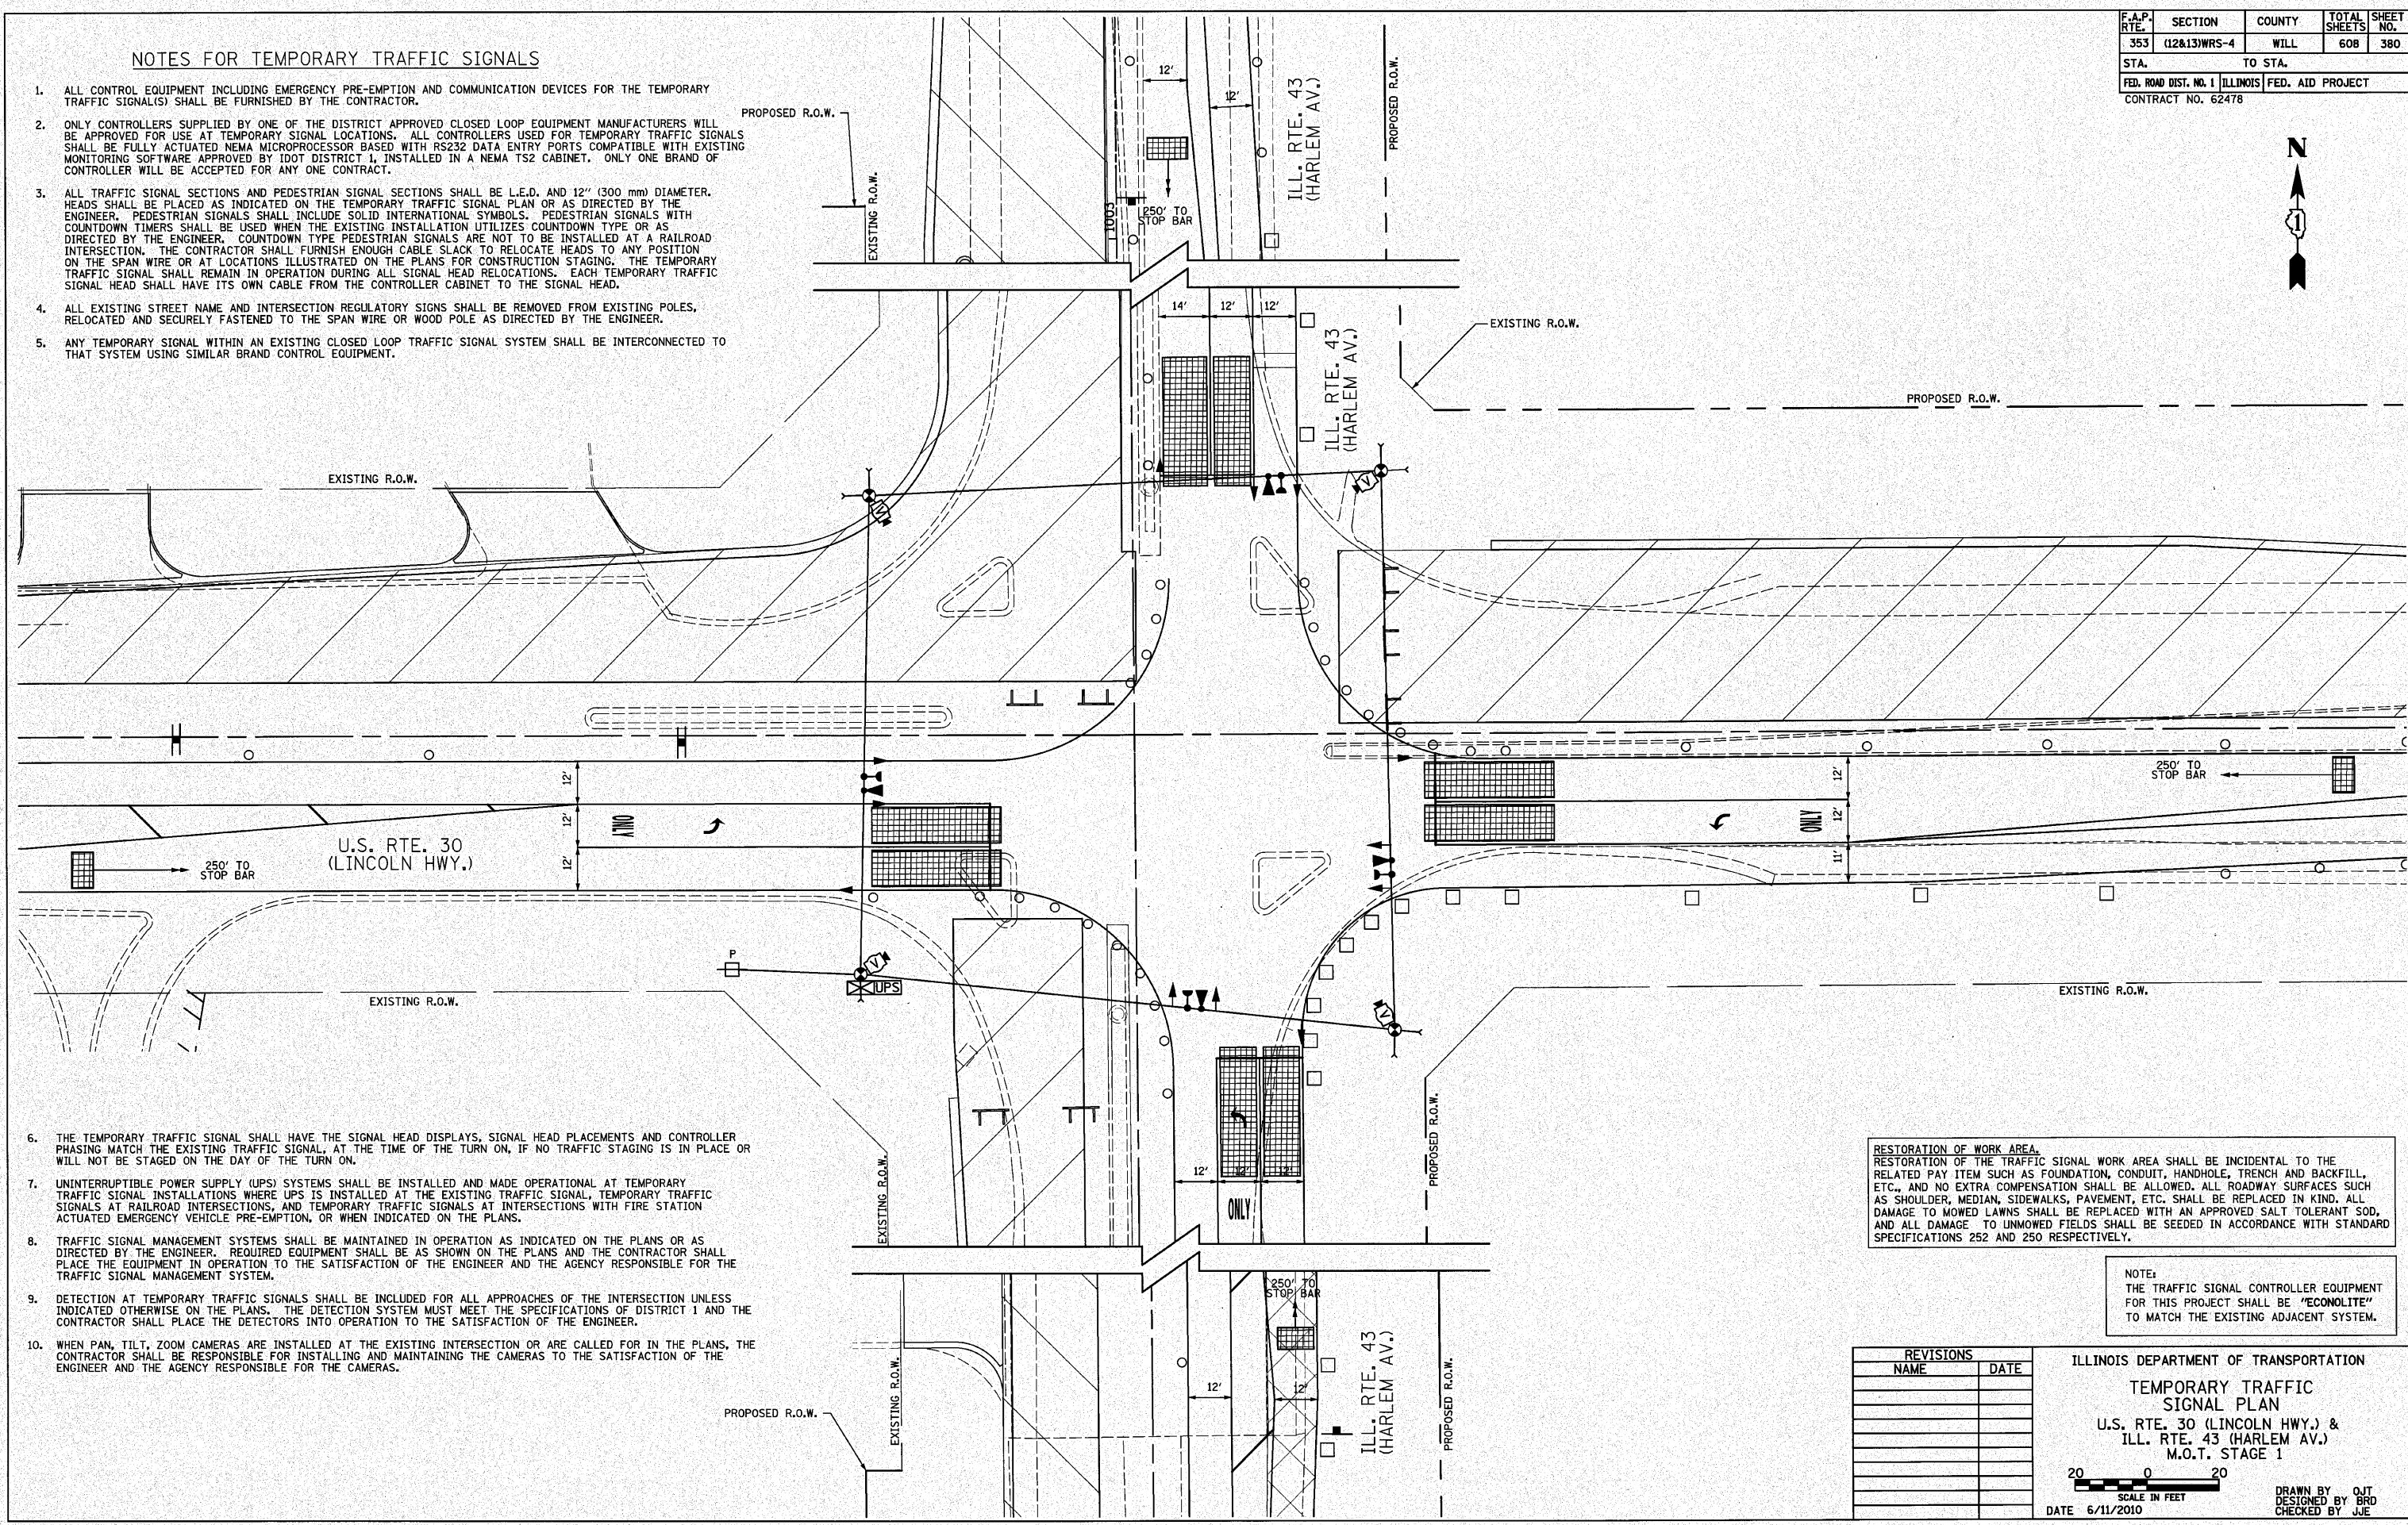 NOTES FOR TEMPORARY TRAFFIC SIGNALS
1. ALL CONTROL EQUIPMENT INCLUDING EMERGENCY PRE-EMPTION AND COMMUNICATION DEVICES FOR THE TEMPORARY
TRAFFIC SIGNAL(S) SHALL BE FURNISHED BY THE CONTRACTOR.
2. ONLY CONTROLLERS SUPPLIED BY ONE OF THE DISTRICT APPROVED CLOSED LOOP EQUIPMENT MANUFACTURERS WILL
BE APPROVED FOR USE AT TEMPORARY SIGNAL LOCATIONS. ALL CONTROLLERS USED FOR TEMPORARY TRAFFIC SIGNALS
SHALL BE FULLY ACTUATED NEMA MICROPROCESSOR BASED WITH RS232 DATA ENTRY PORTS COMPATIBLE WITH EXISTING
MONITORING SOFTWARE APPROVED BY IDOT DISTRICT 1, INSTALLED IN A NEMA TS2 CABINET. ONLY ONE BRAND OF
CONTROLLER WILL BE ACCEPTED FOR ANY ONE CONTRACT.
3. ALL TRAFFIC SIGNAL SECTIONS AND PEDESTRIAN SIGNAL SECTIONS SHALL BE L.E.D. AND 12" (300 mm) DIAMETER.
HEADS SHALL BE PLACED AS INDICATED ON THE TEMPORARY TRAFFIC SIGNAL PLAN OR AS DIRECTED BY THE
ENGINEER. PEDESTRIAN SIGNALS SHALL INCLUDE SOLID INTERNATIONAL SYMBOLS. PEDESTRIAN SIGNALS WITH
COUNTDOWN TIMERS SHALL BE USED WHEN THE EXISTING INSTALLATION UTILIZES COUNTDOWN TYPE OR AS
DIRECTED BY THE ENGINEER. COUNTDOWN TYPE PEDESTRIAN SIGNALS ARE NOT TO BE INSTALLED AT A RAILROAD
INTERSECTION. THE CONTRACTOR SHALL FURNISH ENOUGH CABLE SLACK TO RELOCATE HEADS TO ANY POSITION
ON THE SPAN WIRE OR AT LOCATIONS ILLUSTRATED ON THE PLANS FOR CONSTRUCTION STAGING. THE TEMPORARY
TRAFFIC SIGNAL SHALL REMAIN IN OPERATION DURING ALL SIGNAL HEAD RELOCATIONS. EACH TEMPORARY TRAFFIC
SIGNAL HEAD SHALL HAVE ITS OWN CABLE FROM THE CONTROLLER CABINET TO THE SIGNAL HEAD.
4. ALL EXISTING STREET NAME AND INTERSECTION REGULATORY SIGNS SHALL BE REMOVED FROM EXISTING POLES,
RELOCATED AND SECURELY FASTENED TO THE SPAN WIRE OR WOOD POLE AS DIRECTED BY THE ENGINEER.
5. ANY TEMPORARY SIGNAL WITHIN AN EXISTING CLOSED LOOP TRAFFIC SIGNAL SYSTEM SHALL BE INTERCONNECTED TO
THAT SYSTEM USING SIMILAR BRAND CONTROL EQUIPMENT.
F.A.P. RTE. SECTION COUNTY TOTAL SHEETS SHEET NO.
353 (12&13)WRS-4 WILL 608 380
STA. TO STA.
FED. ROAD DIST. NO. 1 ILLINOIS FED. AID PROJECT
CONTRACT NO. 62478
N
1
PROPOSED R.O.W.
EXISTING R.O.W.
12'
12'
ILL. RTE. 43
(HARLEM AV.)
PROPOSED R.O.W.
L1003
250' TO
STOP BAR
14' 12' 12'
ILL. RTE. 43
(HARLEM AV.)
EXISTING R.O.W.
PROPOSED R.O.W.
EXISTING R.O.W.
V
V
12'
12'
12'
ONLY
U.S. RTE. 30
(LINCOLN HWY.)
250' TO
STOP BAR
12'
12'
11'
ONLY
250' TO
STOP BAR
P
V
UPS
V
EXISTING R.O.W.
EXISTING R.O.W.
EXISTING R.O.W.
PROPOSED R.O.W.
12' 12' 12'
ONLY
250' TO
STOP BAR
12'
12'
ILL. RTE. 43
(HARLEM AV.)
PROPOSED R.O.W.
EXISTING R.O.W.
PROPOSED R.O.W.
6. THE TEMPORARY TRAFFIC SIGNAL SHALL HAVE THE SIGNAL HEAD DISPLAYS, SIGNAL HEAD PLACEMENTS AND CONTROLLER
PHASING MATCH THE EXISTING TRAFFIC SIGNAL, AT THE TIME OF THE TURN ON, IF NO TRAFFIC STAGING IS IN PLACE OR
WILL NOT BE STAGED ON THE DAY OF THE TURN ON.
7. UNINTERRUPTIBLE POWER SUPPLY (UPS) SYSTEMS SHALL BE INSTALLED AND MADE OPERATIONAL AT TEMPORARY
TRAFFIC SIGNAL INSTALLATIONS WHERE UPS IS INSTALLED AT THE EXISTING TRAFFIC SIGNAL, TEMPORARY TRAFFIC
SIGNALS AT RAILROAD INTERSECTIONS, AND TEMPORARY TRAFFIC SIGNALS AT INTERSECTIONS WITH FIRE STATION
ACTUATED EMERGENCY VEHICLE PRE-EMPTION, OR WHEN INDICATED ON THE PLANS.
8. TRAFFIC SIGNAL MANAGEMENT SYSTEMS SHALL BE MAINTAINED IN OPERATION AS INDICATED ON THE PLANS OR AS
DIRECTED BY THE ENGINEER. REQUIRED EQUIPMENT SHALL BE AS SHOWN ON THE PLANS AND THE CONTRACTOR SHALL
PLACE THE EQUIPMENT IN OPERATION TO THE SATISFACTION OF THE ENGINEER AND THE AGENCY RESPONSIBLE FOR THE
TRAFFIC SIGNAL MANAGEMENT SYSTEM.
9. DETECTION AT TEMPORARY TRAFFIC SIGNALS SHALL BE INCLUDED FOR ALL APPROACHES OF THE INTERSECTION UNLESS
INDICATED OTHERWISE ON THE PLANS. THE DETECTION SYSTEM MUST MEET THE SPECIFICATIONS OF DISTRICT 1 AND THE
CONTRACTOR SHALL PLACE THE DETECTORS INTO OPERATION TO THE SATISFACTION OF THE ENGINEER.
10. WHEN PAN, TILT, ZOOM CAMERAS ARE INSTALLED AT THE EXISTING INTERSECTION OR ARE CALLED FOR IN THE PLANS, THE
CONTRACTOR SHALL BE RESPONSIBLE FOR INSTALLING AND MAINTAINING THE CAMERAS TO THE SATISFACTION OF THE
ENGINEER AND THE AGENCY RESPONSIBLE FOR THE CAMERAS.
RESTORATION OF WORK AREA.
RESTORATION OF THE TRAFFIC SIGNAL WORK AREA SHALL BE INCIDENTAL TO THE
RELATED PAY ITEM SUCH AS FOUNDATION, CONDUIT, HANDHOLE, TRENCH AND BACKFILL,
ETC., AND NO EXTRA COMPENSATION SHALL BE ALLOWED. ALL ROADWAY SURFACES SUCH
AS SHOULDER, MEDIAN, SIDEWALKS, PAVEMENT, ETC. SHALL BE REPLACED IN KIND. ALL
DAMAGE TO MOWED LAWNS SHALL BE REPLACED WITH AN APPROVED SALT TOLERANT SOD,
AND ALL DAMAGE TO UNMOWED FIELDS SHALL BE SEEDED IN ACCORDANCE WITH STANDARD
SPECIFICATIONS 252 AND 250 RESPECTIVELY.
NOTE:
THE TRAFFIC SIGNAL CONTROLLER EQUIPMENT
FOR THIS PROJECT SHALL BE "ECONOLITE"
TO MATCH THE EXISTING ADJACENT SYSTEM.
REVISIONS
NAME DATE
ILLINOIS DEPARTMENT OF TRANSPORTATION
TEMPORARY TRAFFIC
SIGNAL PLAN
U.S. RTE. 30 (LINCOLN HWY.) &
ILL. RTE. 43 (HARLEM AV.)
M.O.T. STAGE 1
20 0 20
SCALE IN FEET
DATE 6/11/2010
DRAWN BY OJT
DESIGNED BY BRD
CHECKED BY JJE